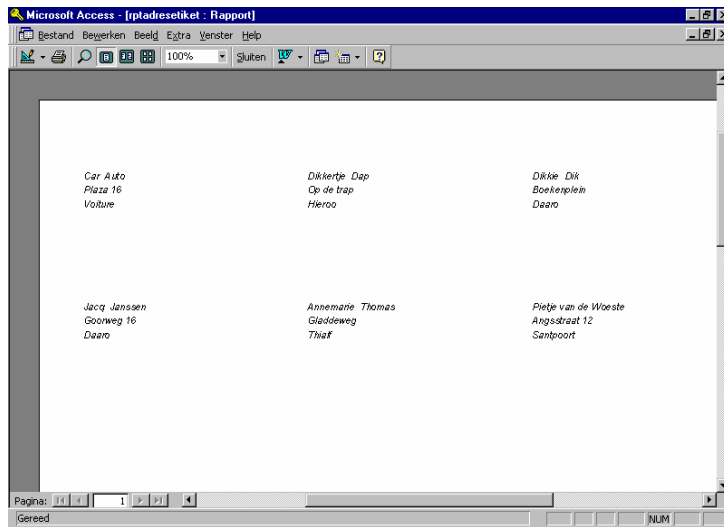 Microsoft Access - [rptadresetiket : Rapport]
Bestand Bewerken Beeld Extra Venster Help
100% Sluiten
Car Auto
Plaza 16
Voiture
Dikkertje Dap
Op de trap
Hieroo
Dikkie Dik
Boekenplein
Daaro
Jacq Janssen
Goorweg 16
Daaro
Annemarie Thomas
Gladdeweg
Thialf
Pietje van de Woeste
Angsstraat 12
Santpoort
Pagina: 1
Gereed
NUM